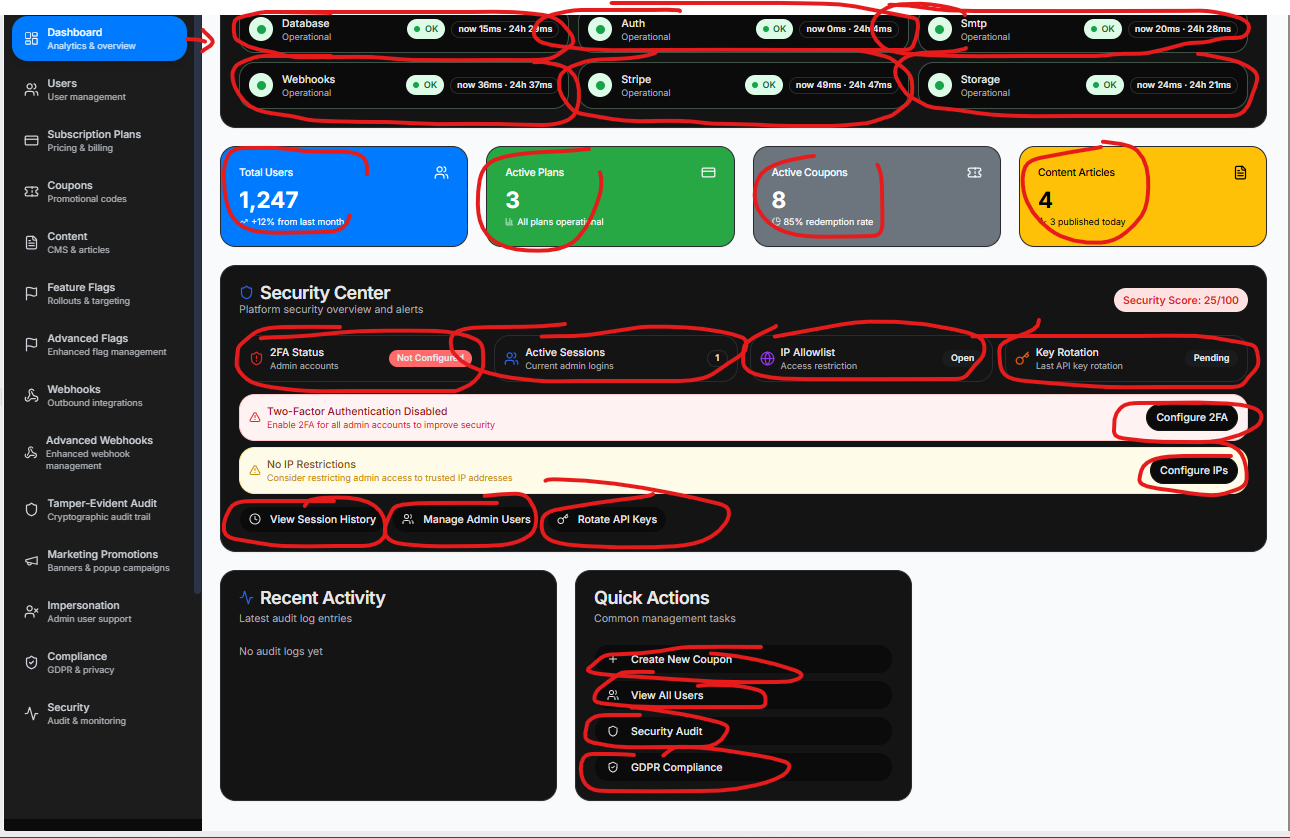 Dashboard
Analytics & overview
Users
User management
Subscription Plans
Pricing & billing
Coupons
Promotional codes
Content
CMS & articles
Feature Flags
Rollouts & targeting
Advanced Flags
Enhanced flag management
Webhooks
Outbound integrations
Advanced Webhooks
Enhanced webhook
management
Tamper-Evident Audit
Cryptographic audit trail
Marketing Promotions
Banners & popup campaigns
Impersonation
Admin user support
Compliance
GDPR & privacy
Security
Audit & monitoring
Database
Operational
OK
now 15ms · 24h 29ms
Auth
Operational
OK
now 0ms · 24h 4ms
Smtp
Operational
OK
now 20ms · 24h 28ms
Webhooks
Operational
OK
now 36ms · 24h 37ms
Stripe
Operational
OK
now 49ms · 24h 47ms
Storage
Operational
OK
now 24ms · 24h 21ms
Total Users
1,247
+12% from last month
Active Plans
3
All plans operational
Active Coupons
8
85% redemption rate
Content Articles
4
3 published today
Security Center
Platform security overview and alerts
Security Score: 25/100
2FA Status
Admin accounts
Not Configured
Active Sessions
Current admin logins
1
IP Allowlist
Access restriction
Open
Key Rotation
Last API key rotation
Pending
Two-Factor Authentication Disabled
Enable 2FA for all admin accounts to improve security
Configure 2FA
No IP Restrictions
Consider restricting admin access to trusted IP addresses
Configure IPs
View Session History
Manage Admin Users
Rotate API Keys
Recent Activity
Latest audit log entries
No audit logs yet
Quick Actions
Common management tasks
Create New Coupon
View All Users
Security Audit
GDPR Compliance